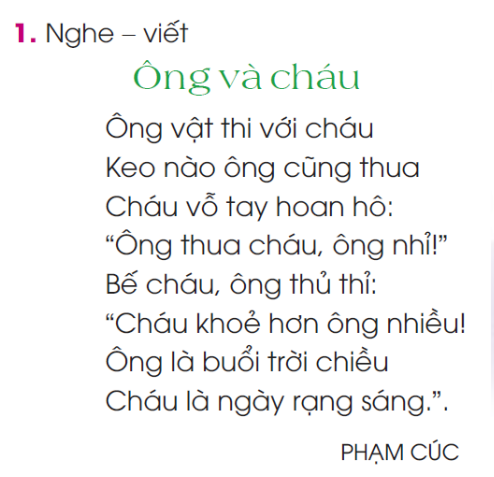 1. Nghe – viết
Ông và cháu
Ông vật thi với cháu
Keo nào ông cũng thua
Cháu vỗ tay hoan hô:
“Ông thua cháu, ông nhỉ!”
Bế cháu, ông thủ thỉ:
“Cháu khoẻ hơn ông nhiều!
Ông là buổi trời chiều
Cháu là ngày rạng sáng.”.
PHẠM CÚC